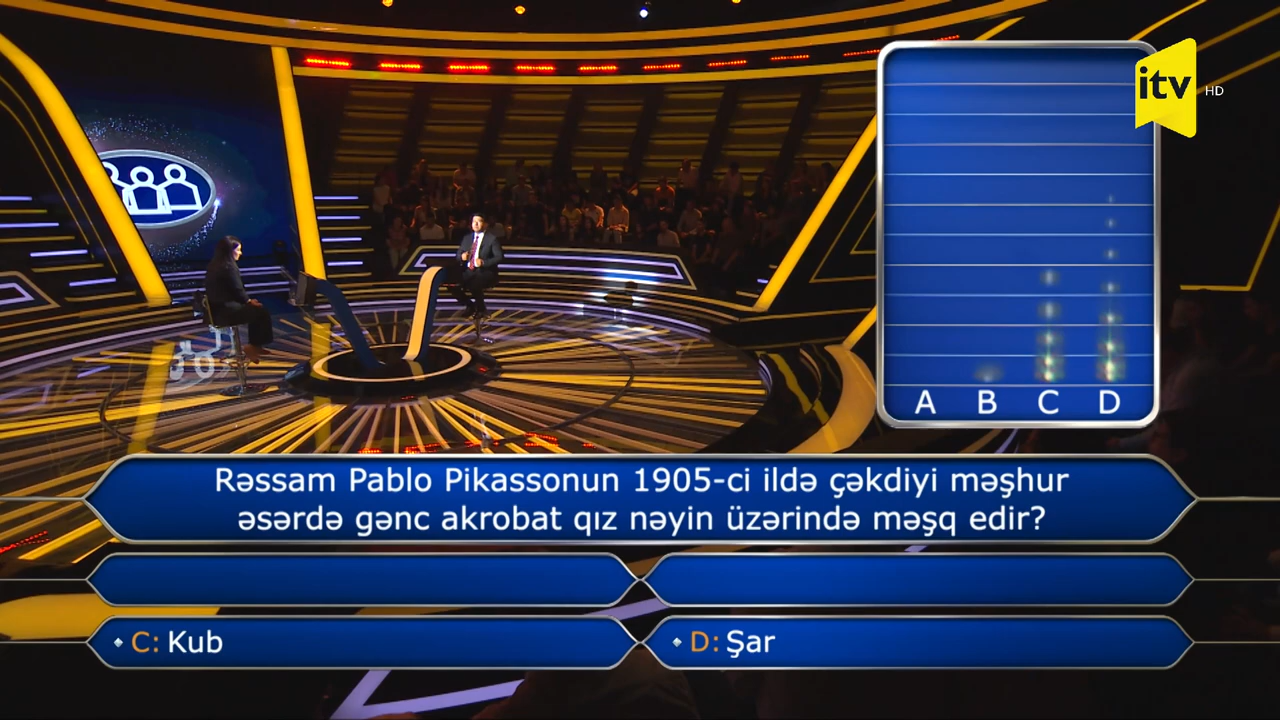 itv HD
A B C D
Rəssam Pablo Pikassonun 1905-ci ildə çəkdiyi məşhur
əsərdə gənc akrobat qız nəyin üzərində məşq edir?
C: Kub
D: Şar